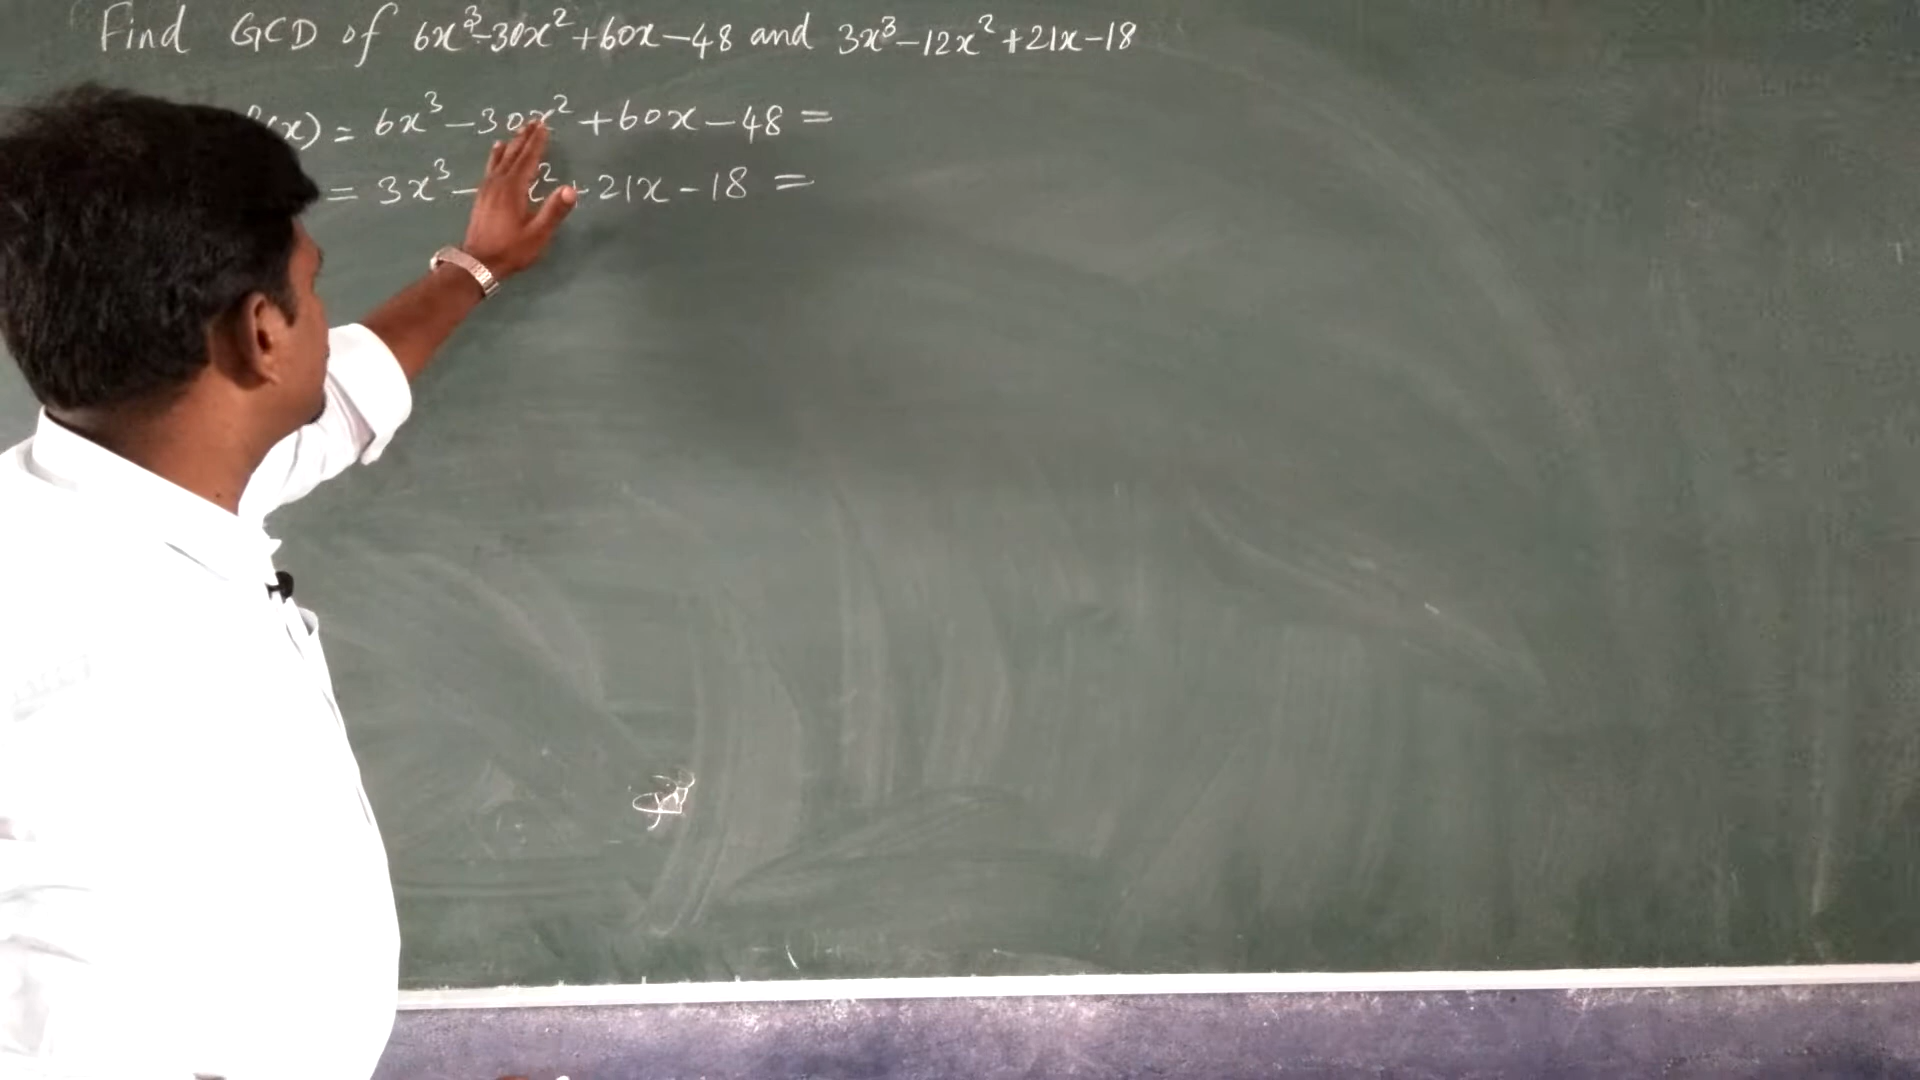 Find GCD of 6x³-30x²+60x-48 and 3x³-12x²+21x-18
(x) = 6x³-30x²+60x-48 =
= 3x³- x²+21x-18 =